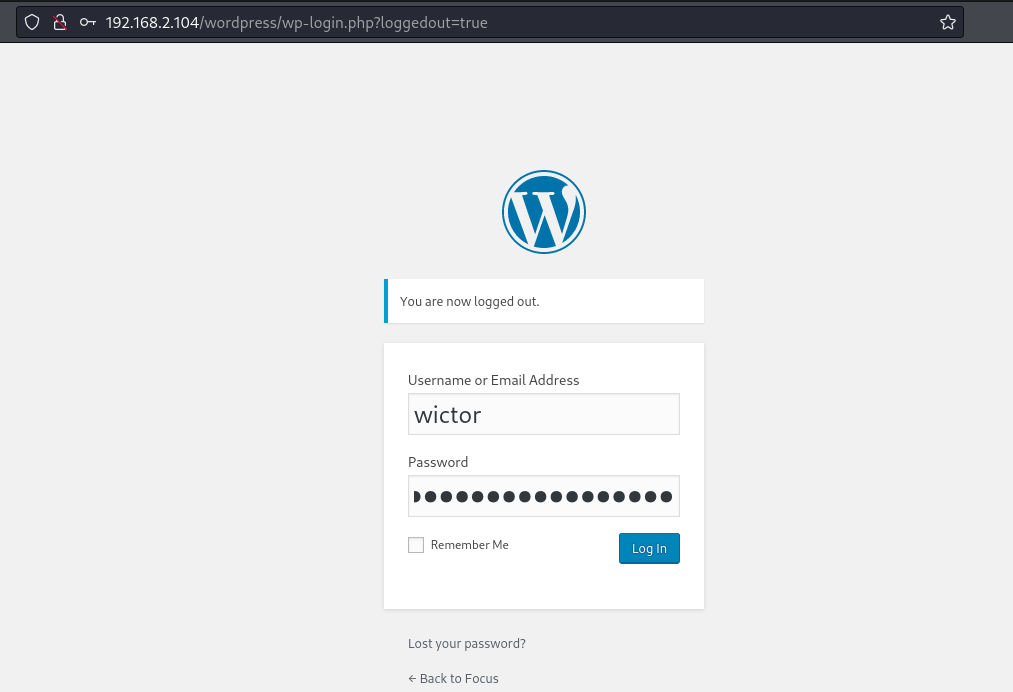 192.168.2.104/wordpress/wp-login.php?loggedout=true
You are now logged out.
Username or Email Address
wictor
Password
Remember Me
Log In
Lost your password?
← Back to Focus